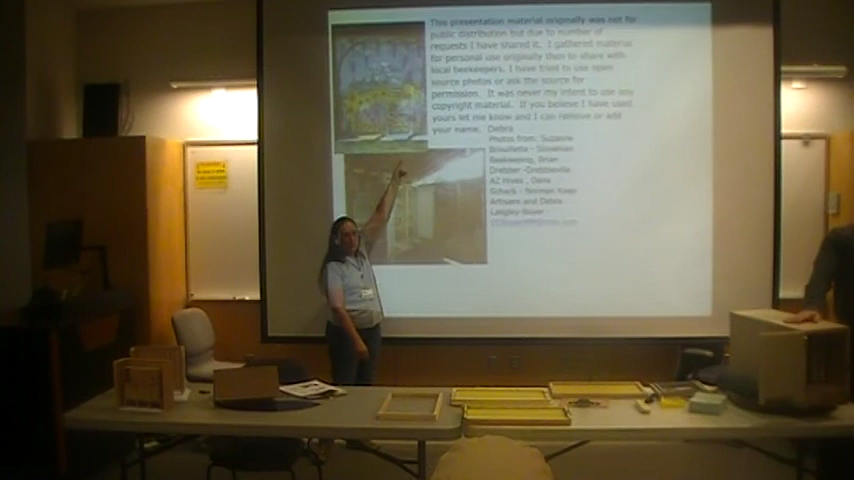 This presentation material originally was not for
public distribution but due to number of
requests I have shared it. I gathered material
for personal use originally then to share with
local beekeepers. I have tried to use open
source photos or ask the source for
permission. It was never my intent to use any
copyright material. If you believe I have used
yours let me know and I can remove or add
your name. Debra
Photos from: Suzanne
Brouillette - Slovenian
Beekeeping, Brian
AZ Hives, Dana
and Debra
Langley-Boyer -